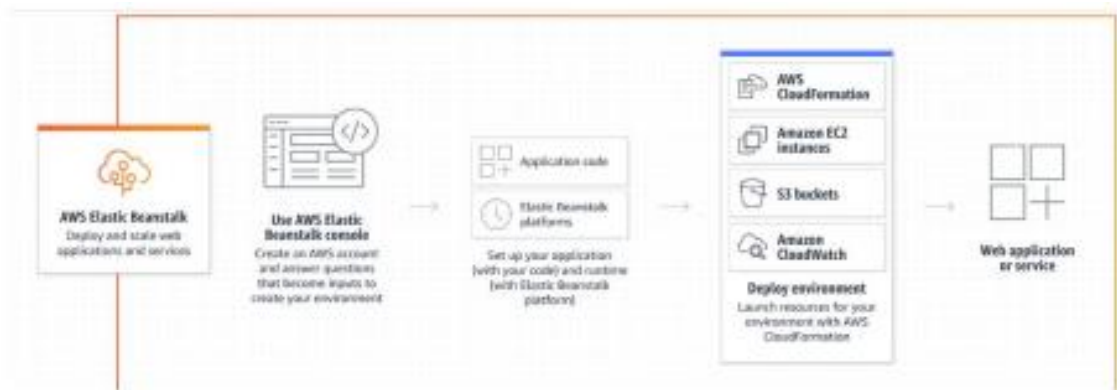 AWS Elastic Beanstalk
Deploy and scale web
applications and services
Use AWS Elastic
Beanstalk console
Create an AWS account
and answer questions
that become inputs to
create your environment
Application code
Elastic Beanstalk
platforms
Set up your application
(with your code) and runtime
(with Elastic Beanstalk
platform)
AWS
CloudFormation
Amazon EC2
instances
S3 buckets
Amazon
CloudWatch
Deploy environment
Launch resources for your
environment with AWS
CloudFormation
Web application
or service